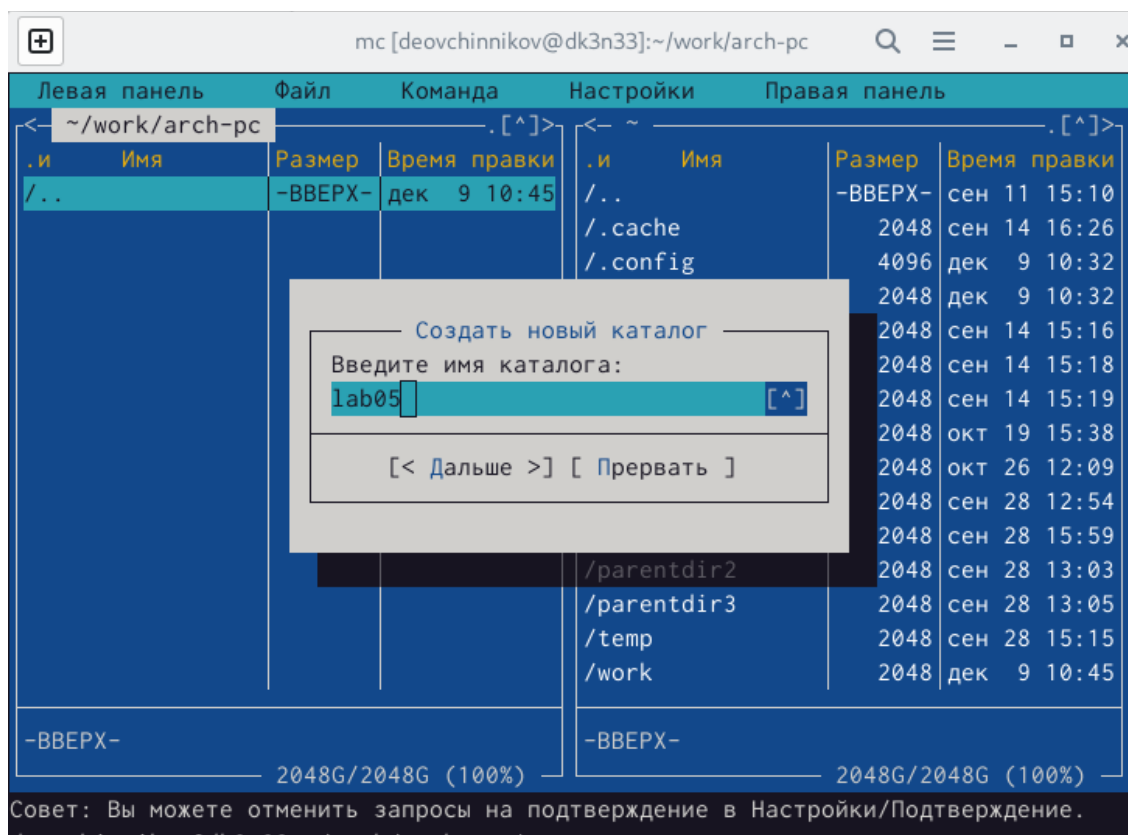 mc [deovchinnikov@dk3n33]:~/work/arch-pc
Левая панель Файл Команда Настройки Правая панель
<— ~/work/arch-pc .[^]> <— ~ .[^]>
.и Имя Размер Время правки .и Имя Размер Время правки
/.. -ВВЕРХ- дек 9 10:45 /.. -ВВЕРХ- сен 11 15:10
/.cache 2048 сен 14 16:26
/.config 4096 дек 9 10:32
2048 дек 9 10:32
Создать новый каталог 2048 сен 14 15:16
Введите имя каталога: 2048 сен 14 15:18
lab05 [^] 2048 сен 14 15:19
2048 окт 19 15:38
[< Дальше >] [ Прервать ] 2048 окт 26 12:09
2048 сен 28 12:54
2048 сен 28 15:59
/parentdir2 2048 сен 28 13:03
/parentdir3 2048 сен 28 13:05
/temp 2048 сен 28 15:15
/work 2048 дек 9 10:45
-ВВЕРХ- -ВВЕРХ-
2048G/2048G (100%) 2048G/2048G (100%)
Совет: Вы можете отменить запросы на подтверждение в Настройки/Подтверждение.